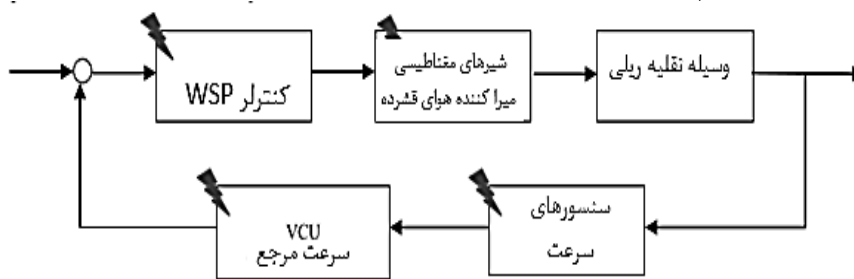 کنترلر WSP
شیرهای مغناطیسی
میرا کننده هوای فشرده
وسیله نقلیه ریلی
VCU
سرعت مرجع
سنسورهای
سرعت